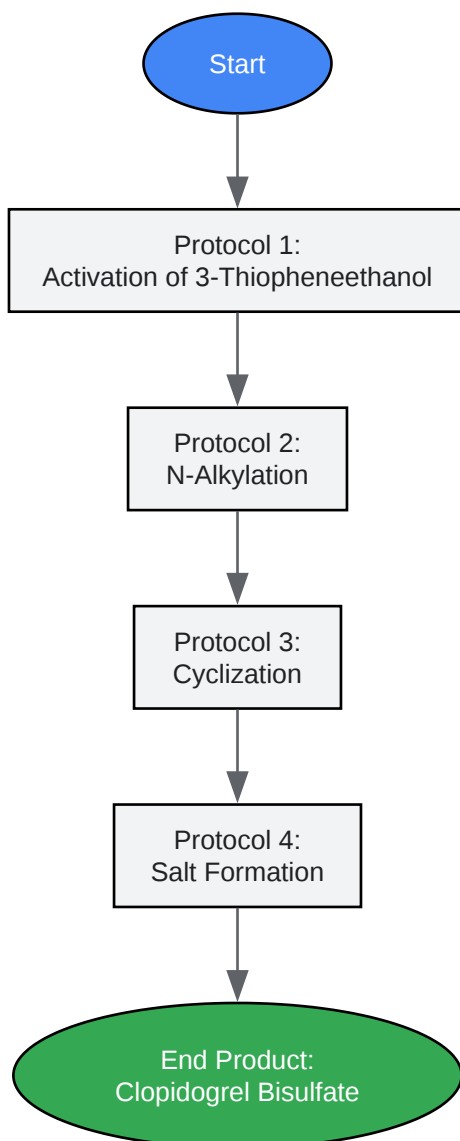 Start
Protocol 1:
Activation of 3-Thiopheneethanol
Protocol 2:
N-Alkylation
Protocol 3:
Cyclization
Protocol 4:
Salt Formation
End Product:
Clopidogrel Bisulfate